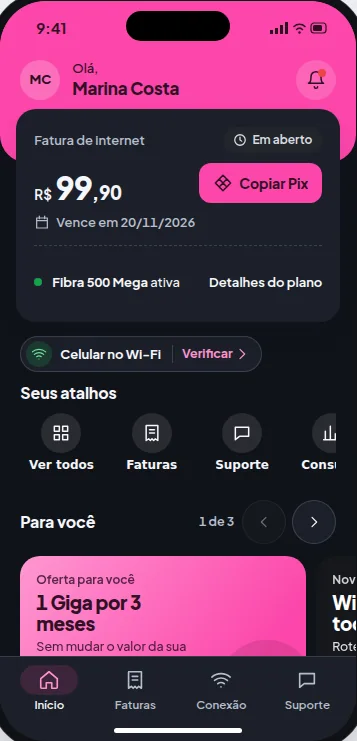 9:41
MC
Olá,
Marina Costa
Fatura de Internet
Em aberto
R$ 99,90
Copiar Pix
Vence em 20/11/2026
Fibra 500 Mega ativa
Detalhes do plano
Celular no Wi-Fi
Verificar
Seus atalhos
Ver todos
Faturas
Suporte
Consu
Para você
1 de 3
Oferta para você
1 Giga por 3
meses
Sem mudar o valor da sua
Nov
Wi
to
Rote
Início
Faturas
Conexão
Suporte